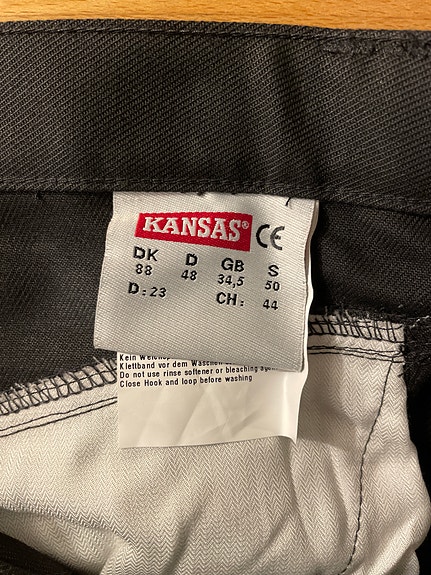 KANSAS® CE
DK D GB S
88 48 34,5 50
D: 23 CH: 44
Kein
Klettband vor dem Waschen
Do not use rinse softener or bleaching
Close Hook and loop before washing